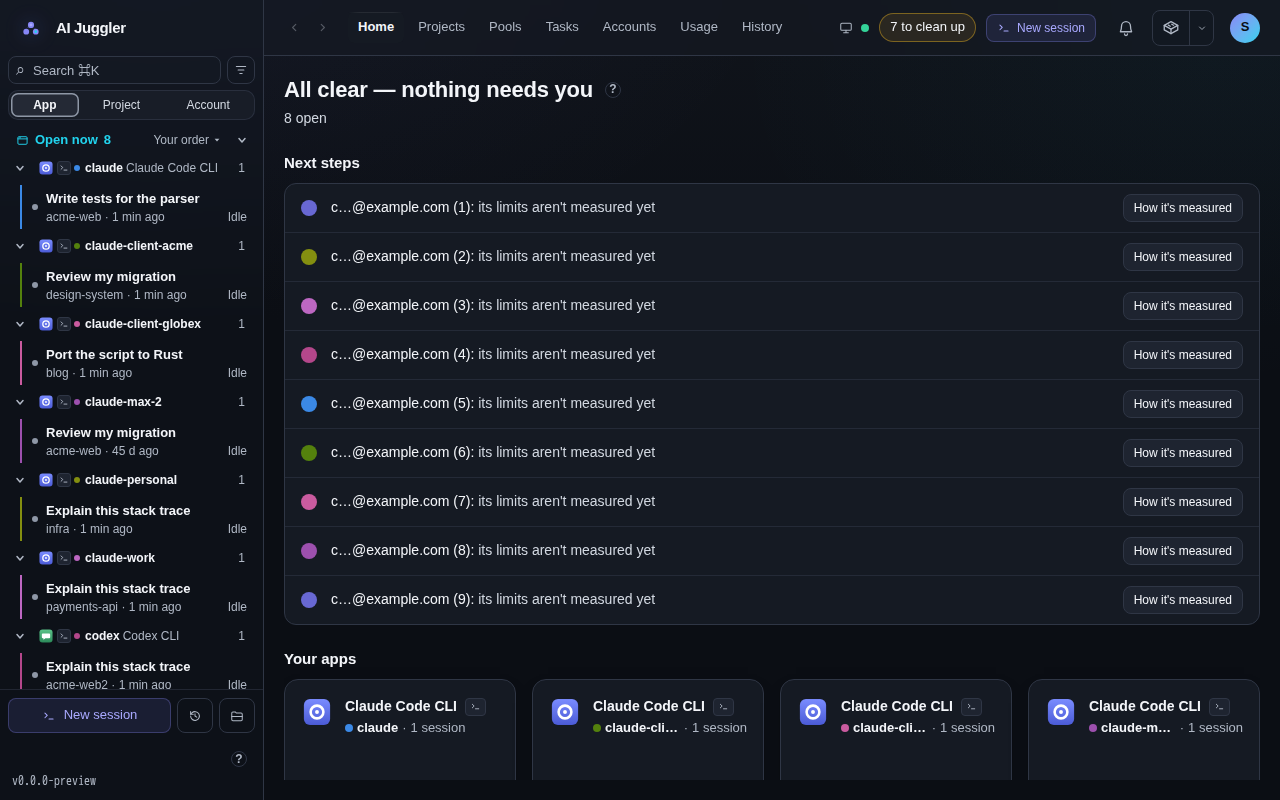 AI Juggler
Search ⌘K
App Project Account
Open now 8 Your order
claude Claude Code CLI 1
Write tests for the parser
acme-web · 1 min ago Idle
claude-client-acme 1
Review my migration
design-system · 1 min ago Idle
claude-client-globex 1
Port the script to Rust
blog · 1 min ago Idle
claude-max-2 1
Review my migration
acme-web · 45 d ago Idle
claude-personal 1
Explain this stack trace
infra · 1 min ago Idle
claude-work 1
Explain this stack trace
payments-api · 1 min ago Idle
codex Codex CLI 1
Explain this stack trace
acme-web2 · 1 min ago Idle
New session
?
v0.0.0-preview
Home Projects Pools Tasks Accounts Usage History 7 to clean up New session S
All clear — nothing needs you ?
8 open
Next steps
c…@example.com (1): its limits aren't measured yet How it's measured
c…@example.com (2): its limits aren't measured yet How it's measured
c…@example.com (3): its limits aren't measured yet How it's measured
c…@example.com (4): its limits aren't measured yet How it's measured
c…@example.com (5): its limits aren't measured yet How it's measured
c…@example.com (6): its limits aren't measured yet How it's measured
c…@example.com (7): its limits aren't measured yet How it's measured
c…@example.com (8): its limits aren't measured yet How it's measured
c…@example.com (9): its limits aren't measured yet How it's measured
Your apps
Claude Code CLI
claude · 1 session
Claude Code CLI
claude-cli… · 1 session
Claude Code CLI
claude-cli… · 1 session
Claude Code CLI
claude-m… · 1 session